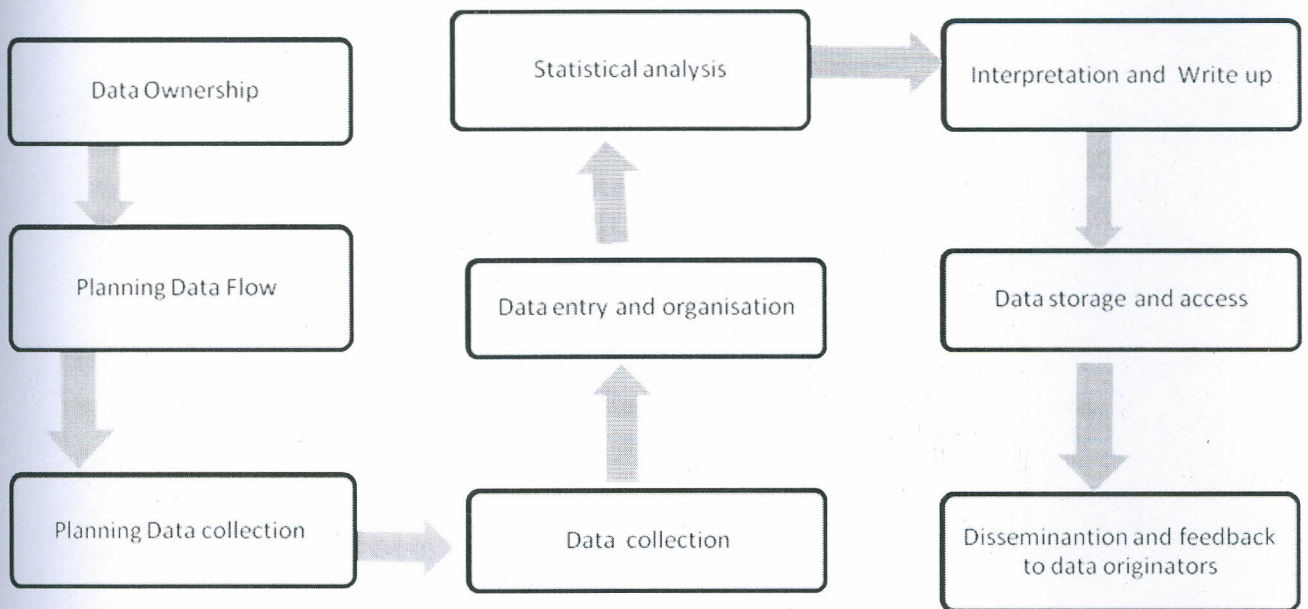 Data Ownership
Planning Data Flow
Planning Data collection
Data collection
Data entry and organisation
Statistical analysis
Interpretation and Write up
Data storage and access
Disseminantion and feedback
to data originators